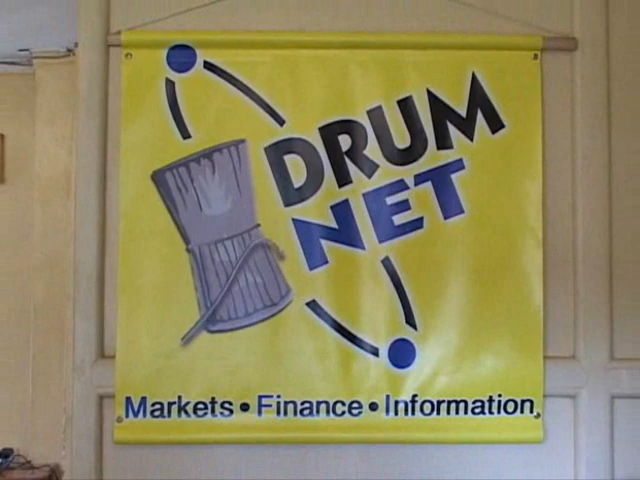 DRUM
NET
Markets • Finance • Information